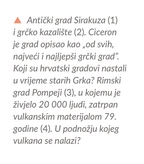 ▲ Antički grad Sirakuza (1)
i grčko kazalište (2). Ciceron
je grad opisao kao „od svih,
najveći i najljepši grčki grad”.
Koji su hrvatski gradovi nastali
u vrijeme starih Grka? Rimski
grad Pompeji (3), u kojemu je
živjelo 20 000 ljudi, zatrpan
vulkanskim materijalom 79.
godine (4). U podnožju kojeg
vulkana se nalazi?